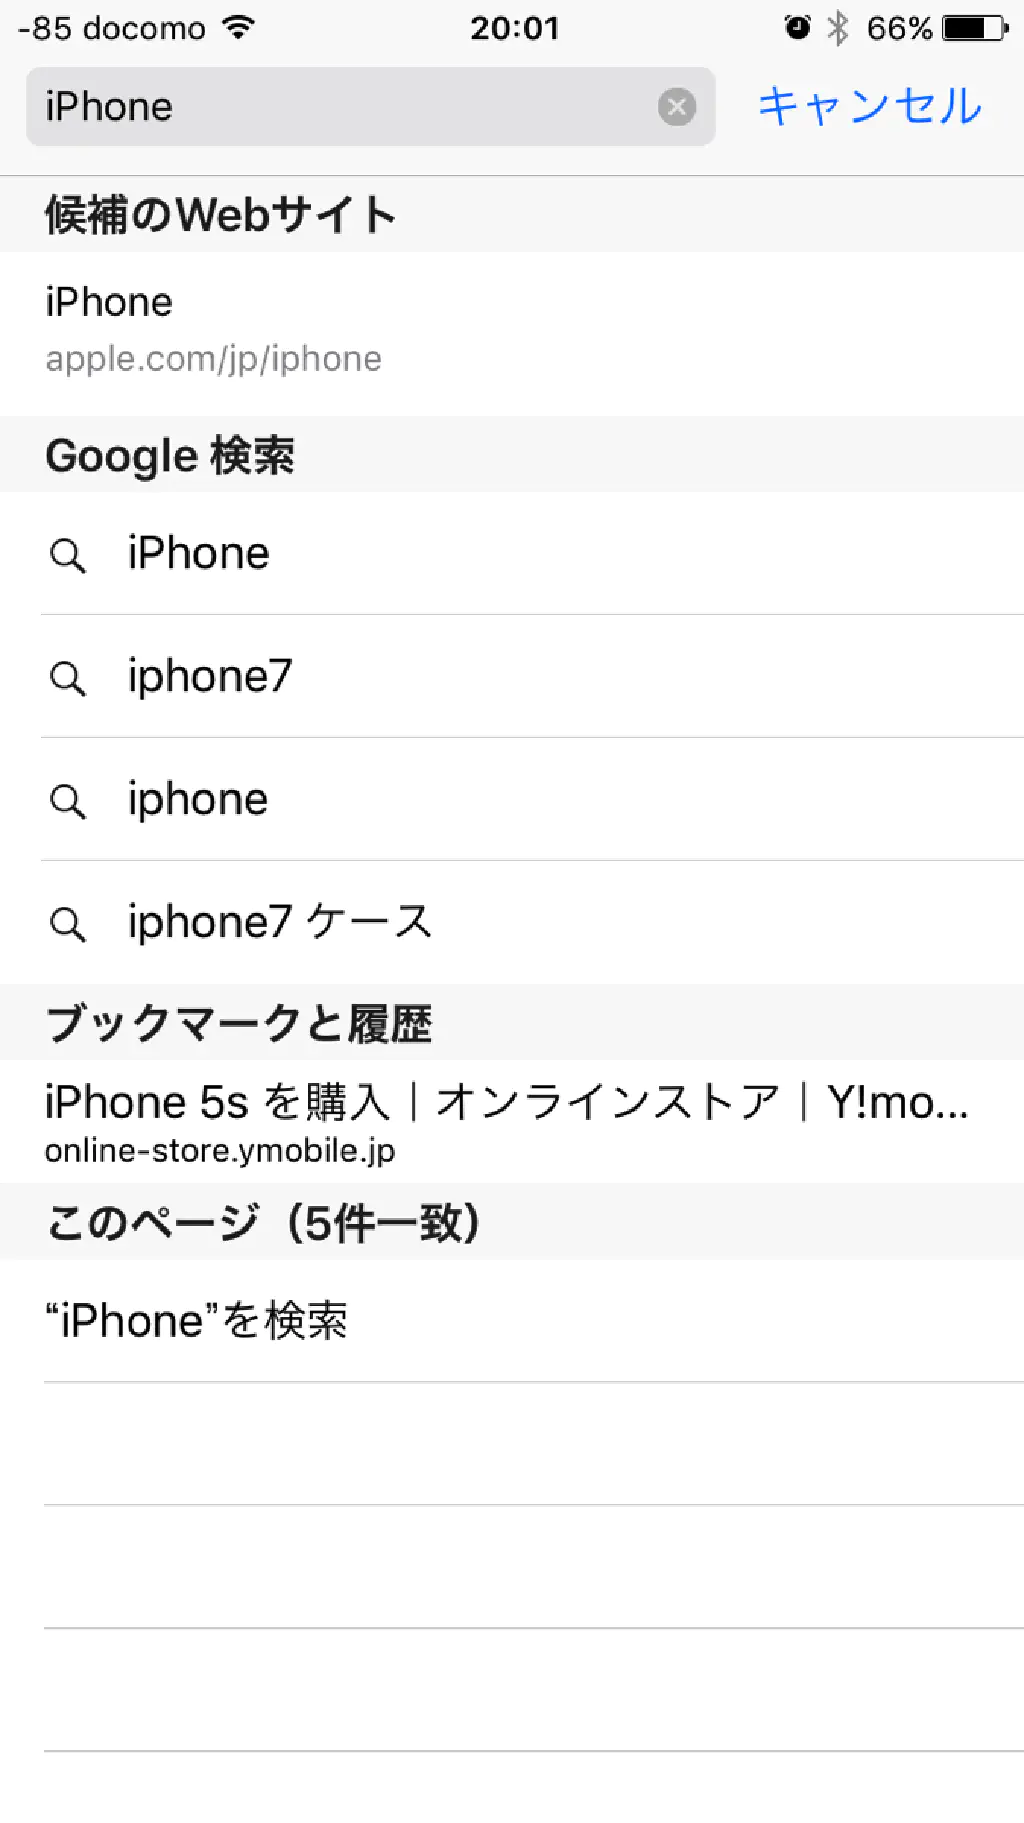 -85 docomo 20:01 66%
iPhone キャンセル
候補のWebサイト
iPhone
apple.com/jp/iphone
Google 検索
iPhone
iphone7
iphone
iphone7 ケース
ブックマークと履歴
iPhone 5s を購入｜オンラインストア｜Y!mo...
online-store.ymobile.jp
このページ（5件一致）
“iPhone”を検索